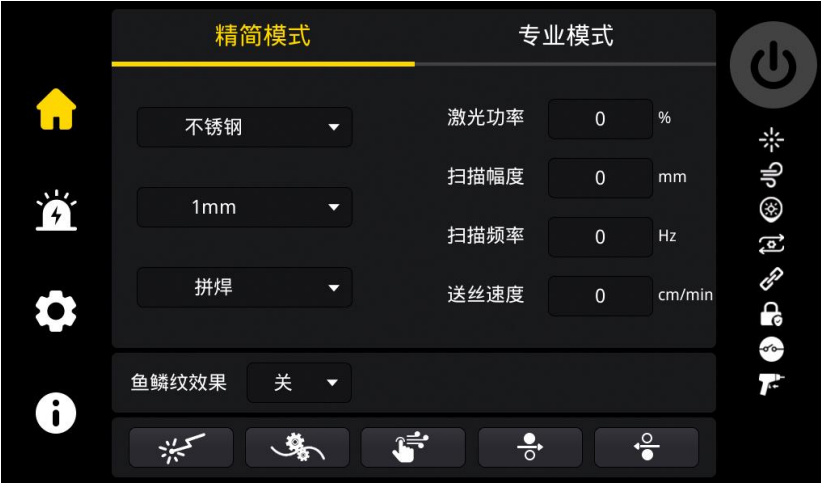 精简模式
专业模式
不锈钢
1mm
拼焊
激光功率 0 %
扫描幅度 0 mm
扫描频率 0 Hz
送丝速度 0 cm/min
鱼鳞纹效果 关